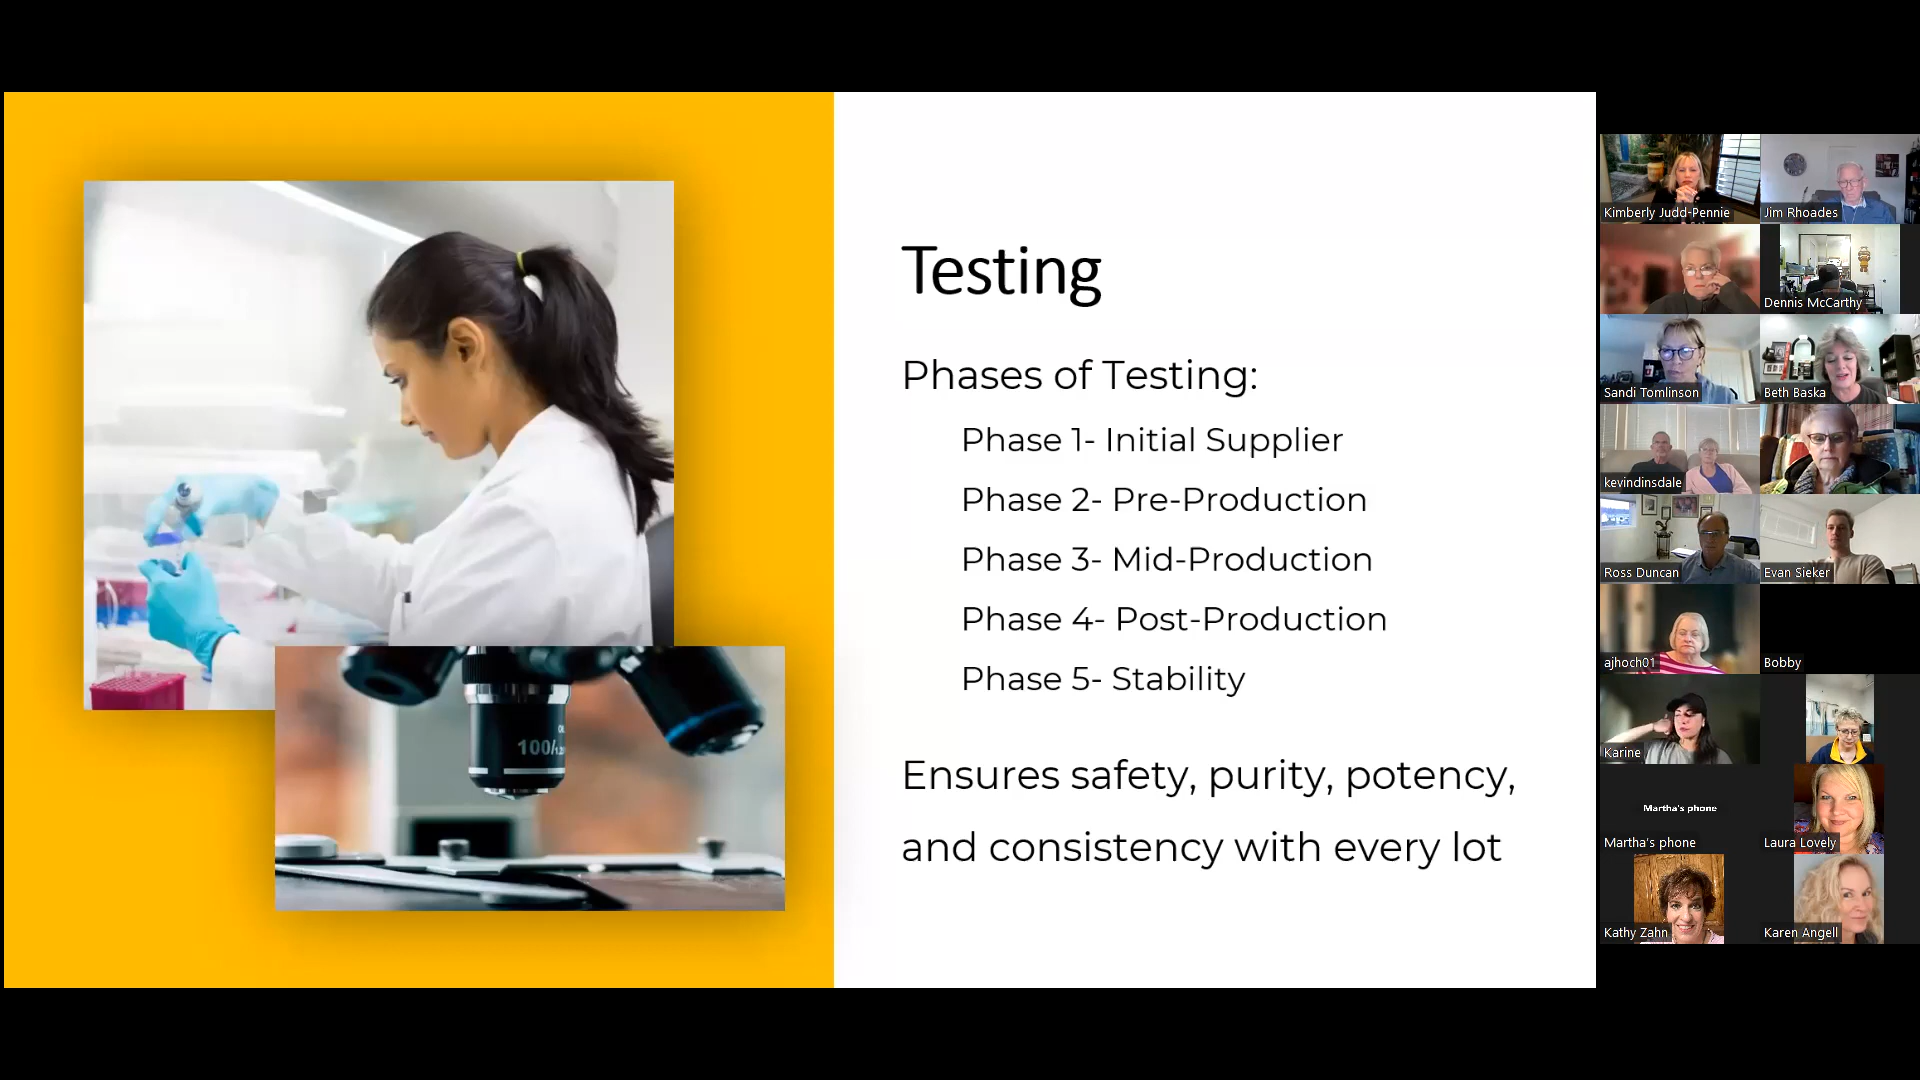 Testing
Phases of Testing:
Phase 1- Initial Supplier
Phase 2- Pre-Production
Phase 3- Mid-Production
Phase 4- Post-Production
Phase 5- Stability
Ensures safety, purity, potency,
and consistency with every lot
100/1.25
Kimberly Judd-Pennie
Jim Rhoades
Dennis McCarthy
Sandi Tomlinson
Beth Baska
kevindinsdale
Ross Duncan
Evan Sieker
ajhoch01
Bobby
Karine
Martha's phone
Martha's phone
Laura Lovely
Kathy Zahn
Karen Angell